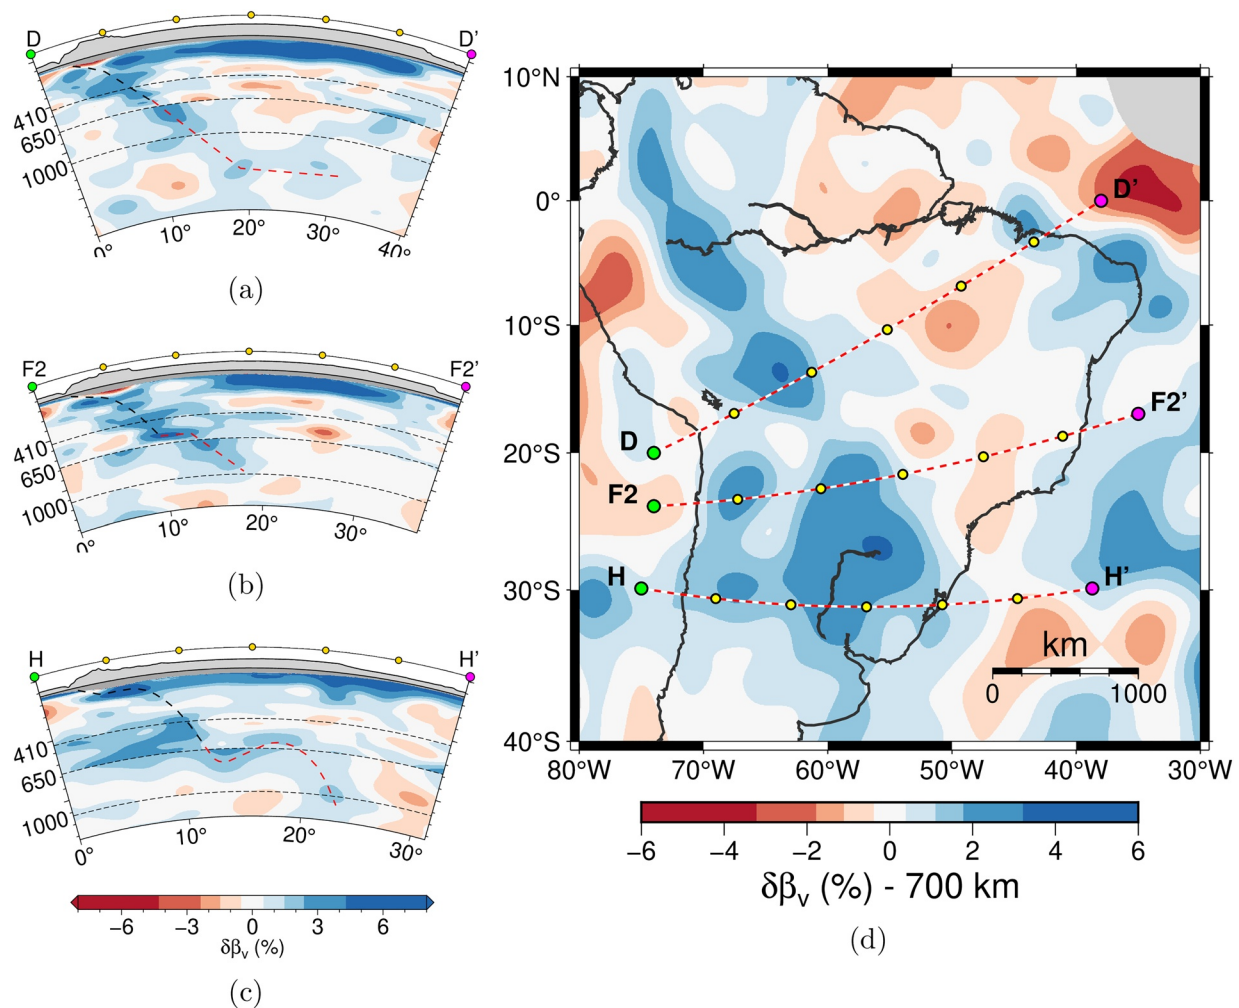 D
D'
410
650
1000
0°
10°
20°
30°
40°
(a)
F2
F2'
410
650
1000
0°
10°
20°
30°
(b)
H
H'
410
650
1000
0°
10°
20°
30°
−6 −3 0 3 6
δβv (%)
(c)
10°N
0°
10°S
20°S
30°S
40°S
80°W 70°W 60°W 50°W 40°W 30°W
D'
D
F2'
F2
H
H'
km
0 1000
−6 −4 −2 0 2 4 6
δβv (%) - 700 km
(d)